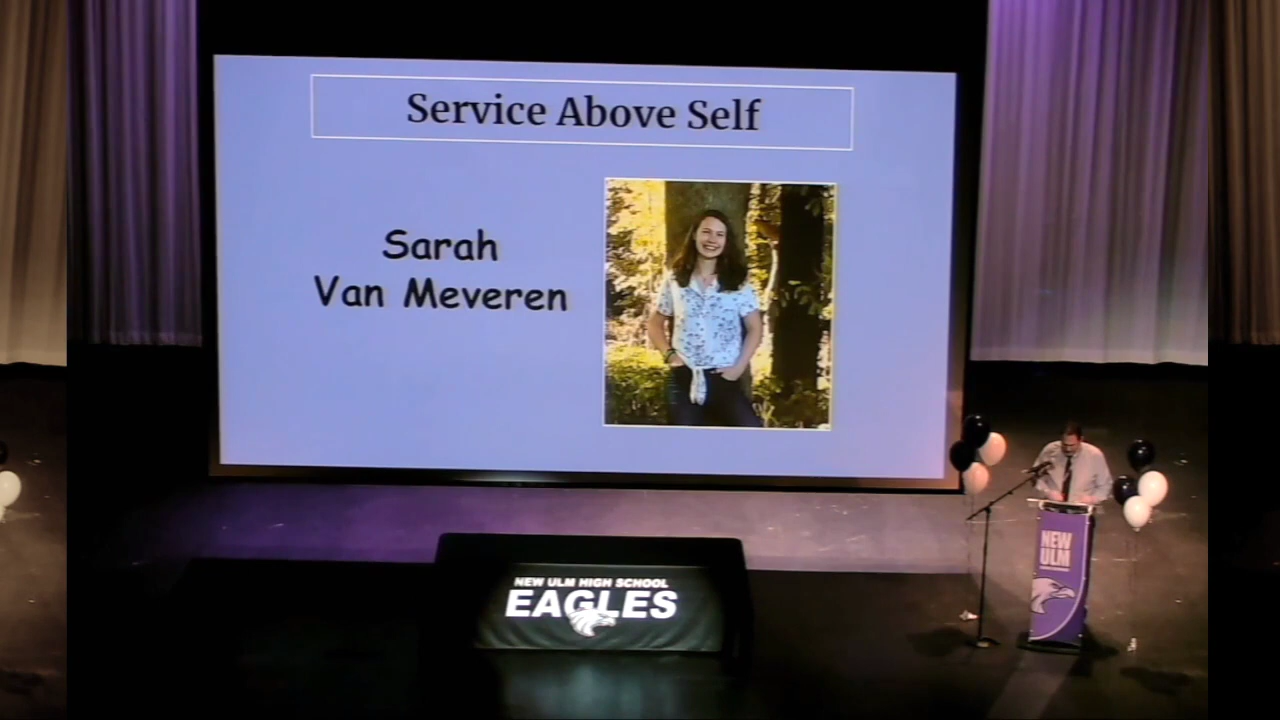 Service Above Self
Sarah
Van Meveren
NEW ULM
HIGH SCHOOL
EAGLES
NEW
ULM